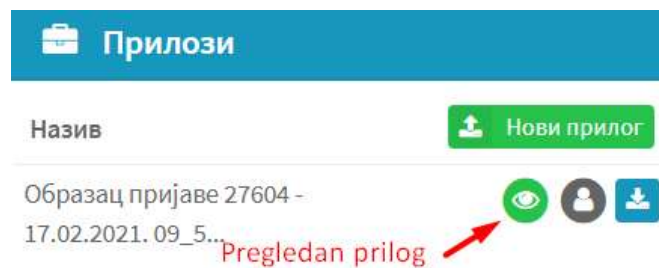 Прилози
Назив
Нови прилог
Образац пријаве 27604 -
17.02.2021. 09_5...
Pregledan prilog